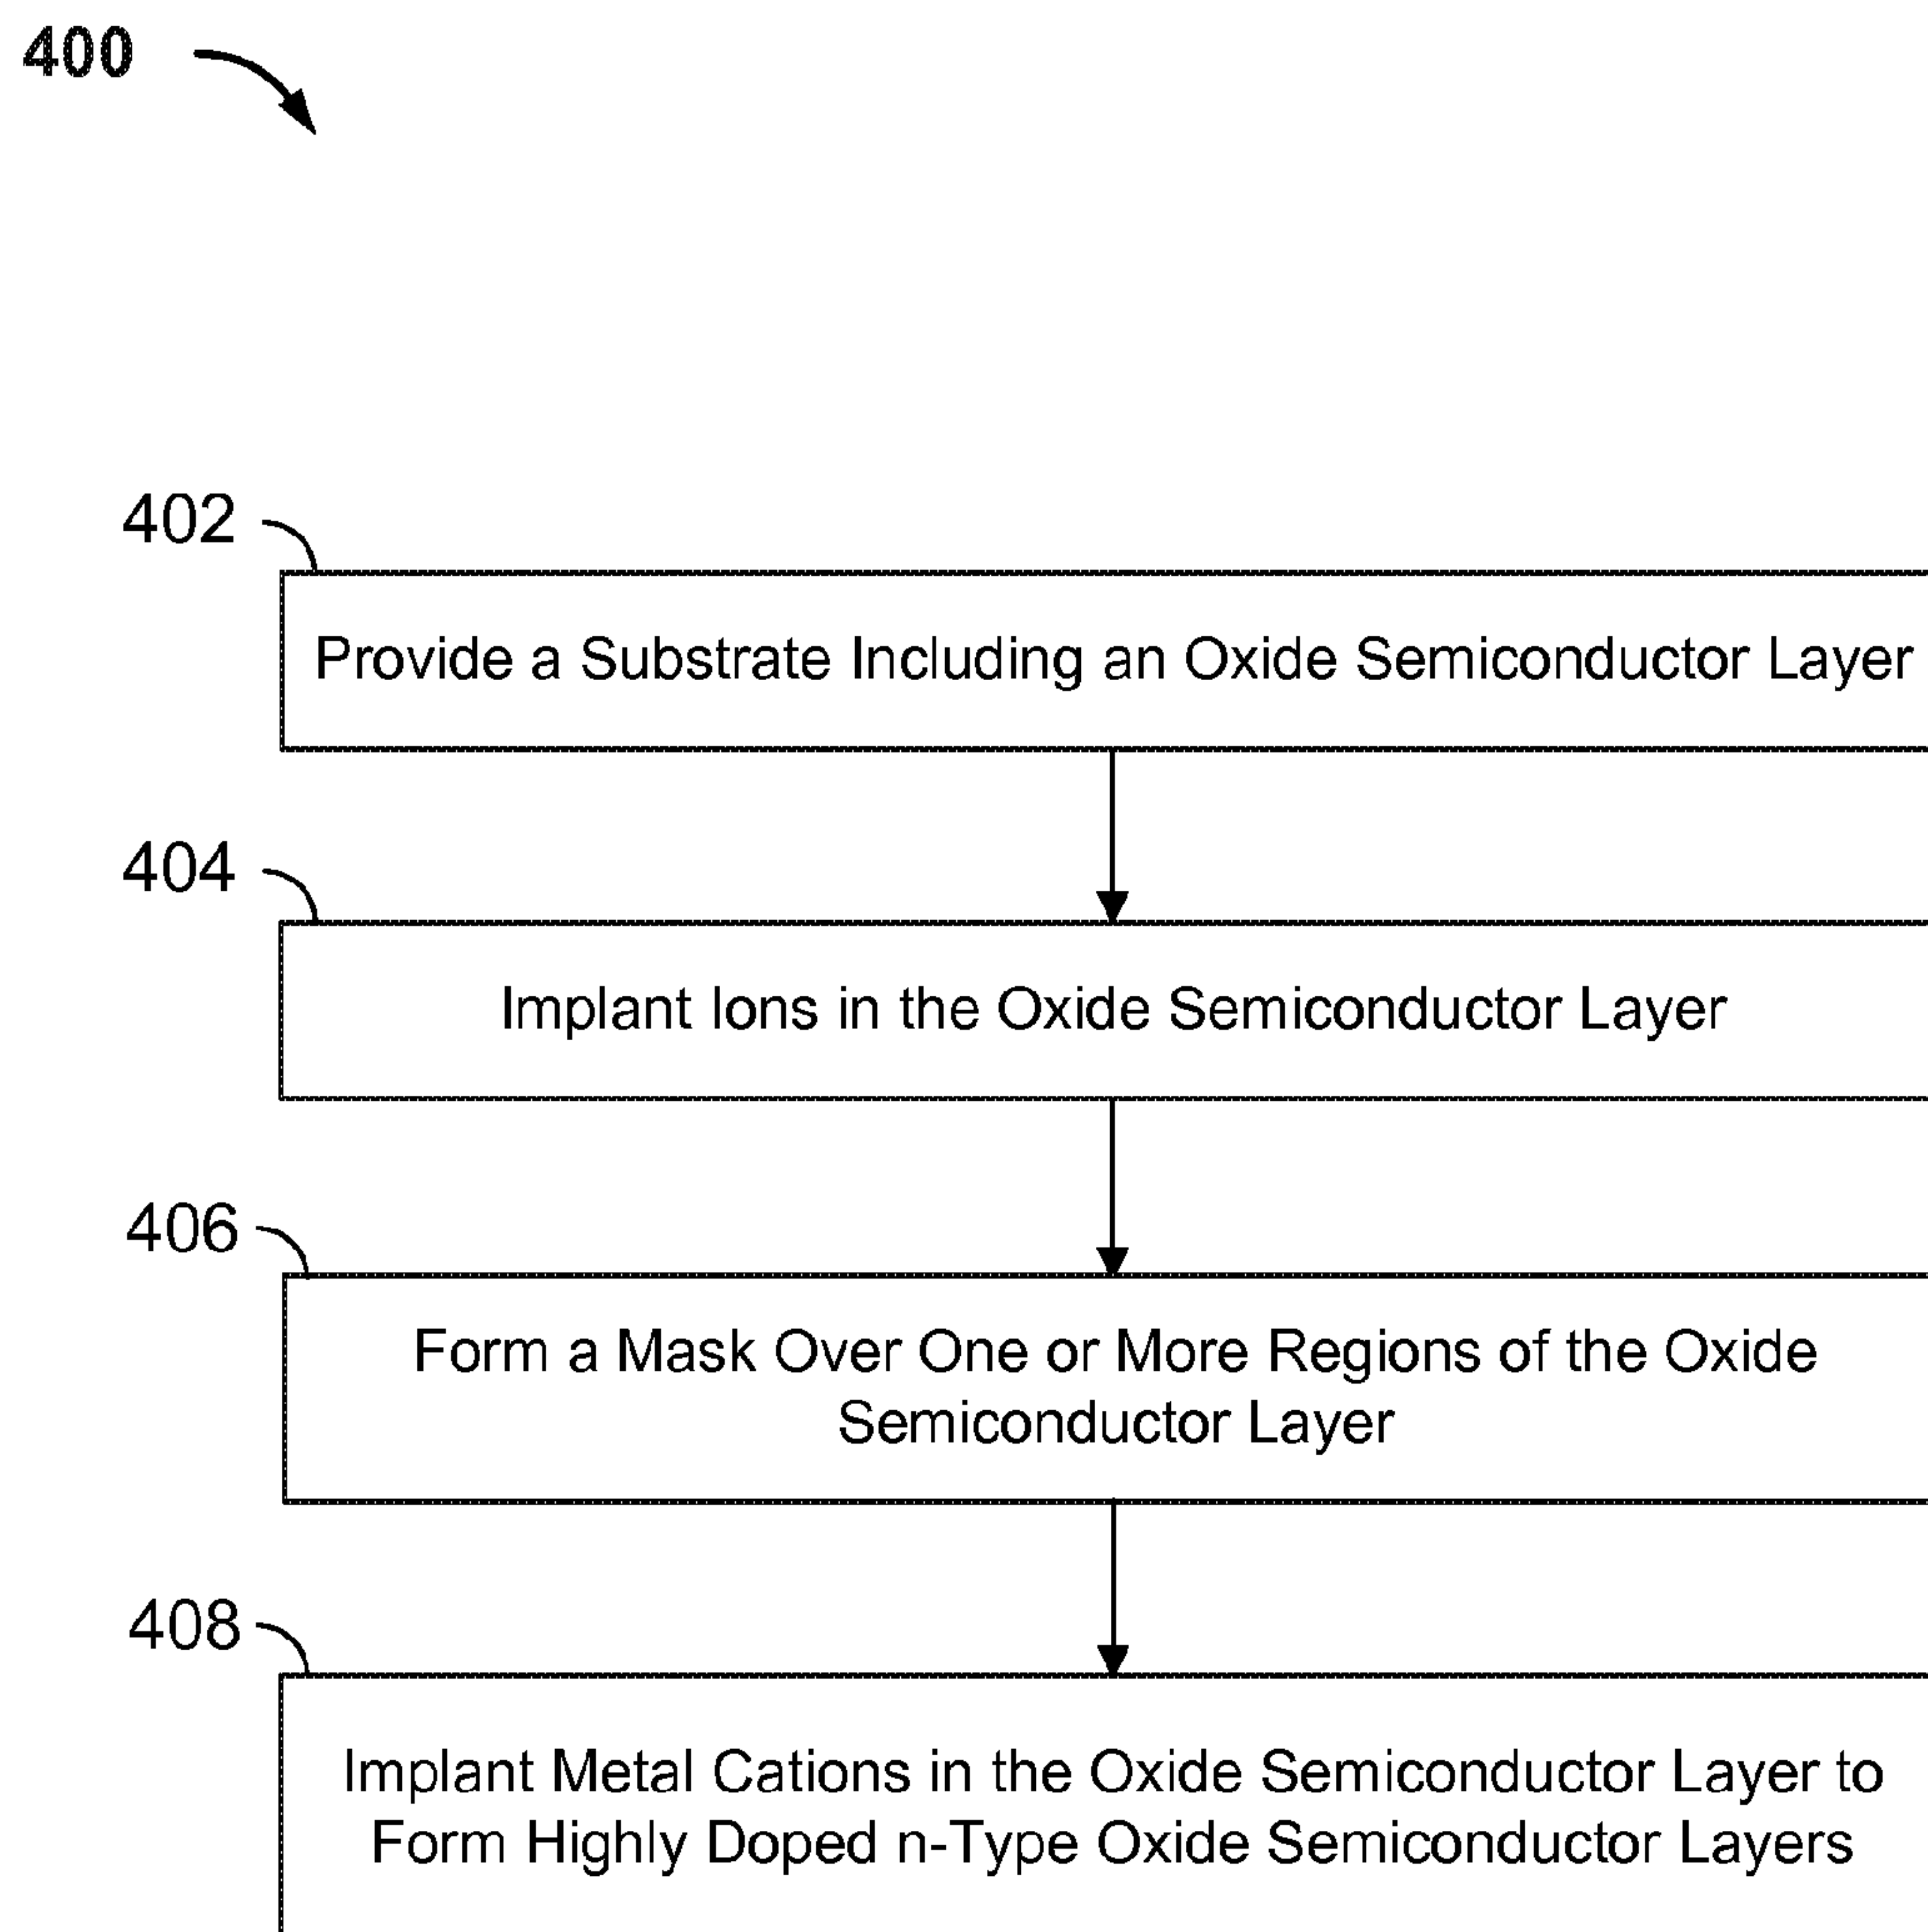 400
402
Provide a Substrate Including an Oxide Semiconductor Layer
404
Implant Ions in the Oxide Semiconductor Layer
406
Form a Mask Over One or More Regions of the Oxide
Semiconductor Layer
408
Implant Metal Cations in the Oxide Semiconductor Layer to
Form Highly Doped n-Type Oxide Semiconductor Layers